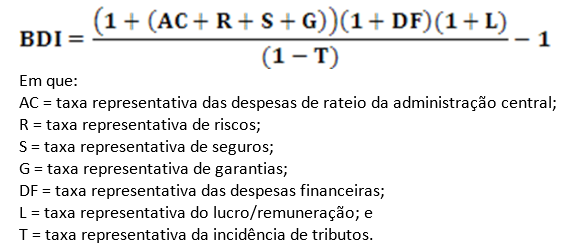 BDI = (1 + (AC + R + S + G))(1 + DF)(1 + L) / (1 − T) − 1
Em que:
AC = taxa representativa das despesas de rateio da administração central;
R = taxa representativa de riscos;
S = taxa representativa de seguros;
G = taxa representativa de garantias;
DF = taxa representativa das despesas financeiras;
L = taxa representativa do lucro/remuneração; e
T = taxa representativa da incidência de tributos.